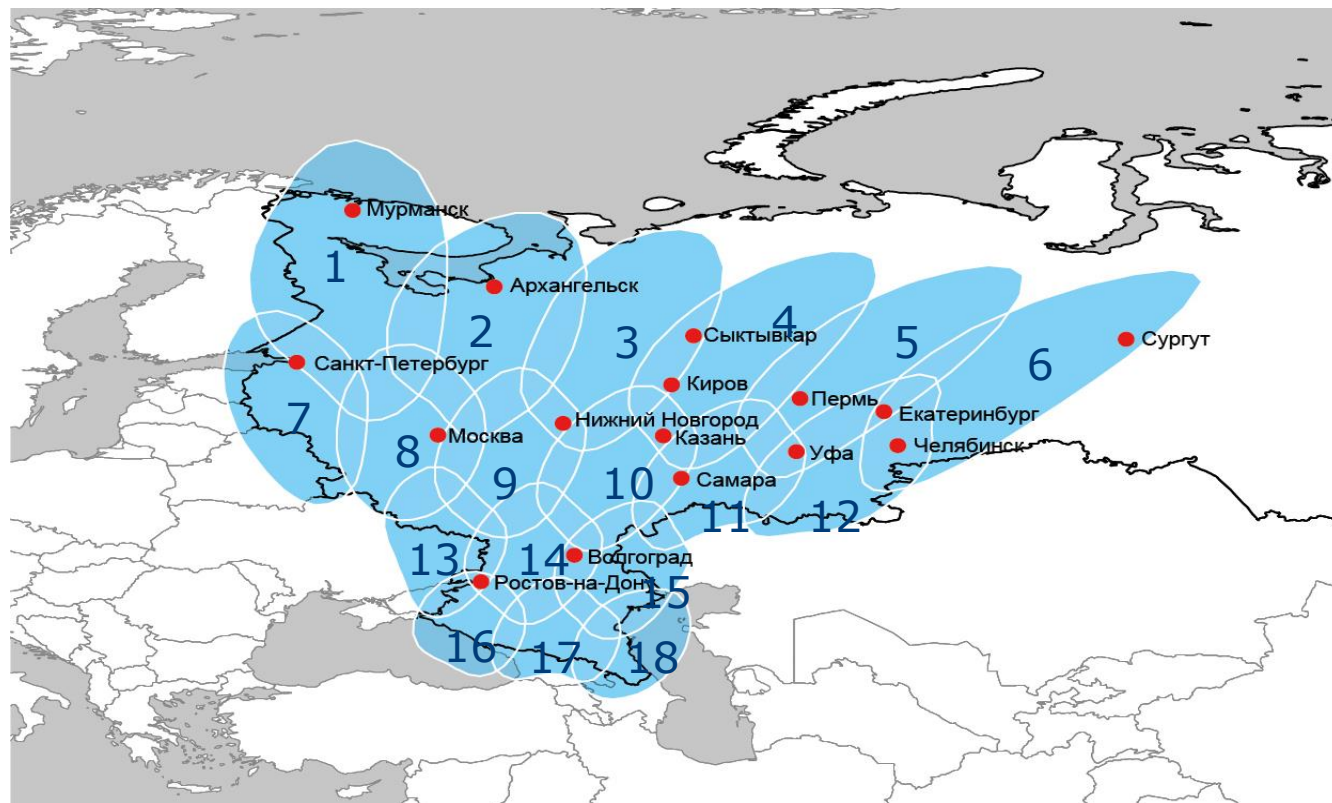 Мурманск
1
Архангельск
2
3
4
5
6
Сыктывкар
Сургут
Санкт-Петербург
Киров
Пермь
Екатеринбург
7
8
Москва
Нижний Новгород
Казань
Уфа
Челябинск
9
10
Самара
11
12
13
14
Волгоград
Ростов-на-Дону
15
16
17
18